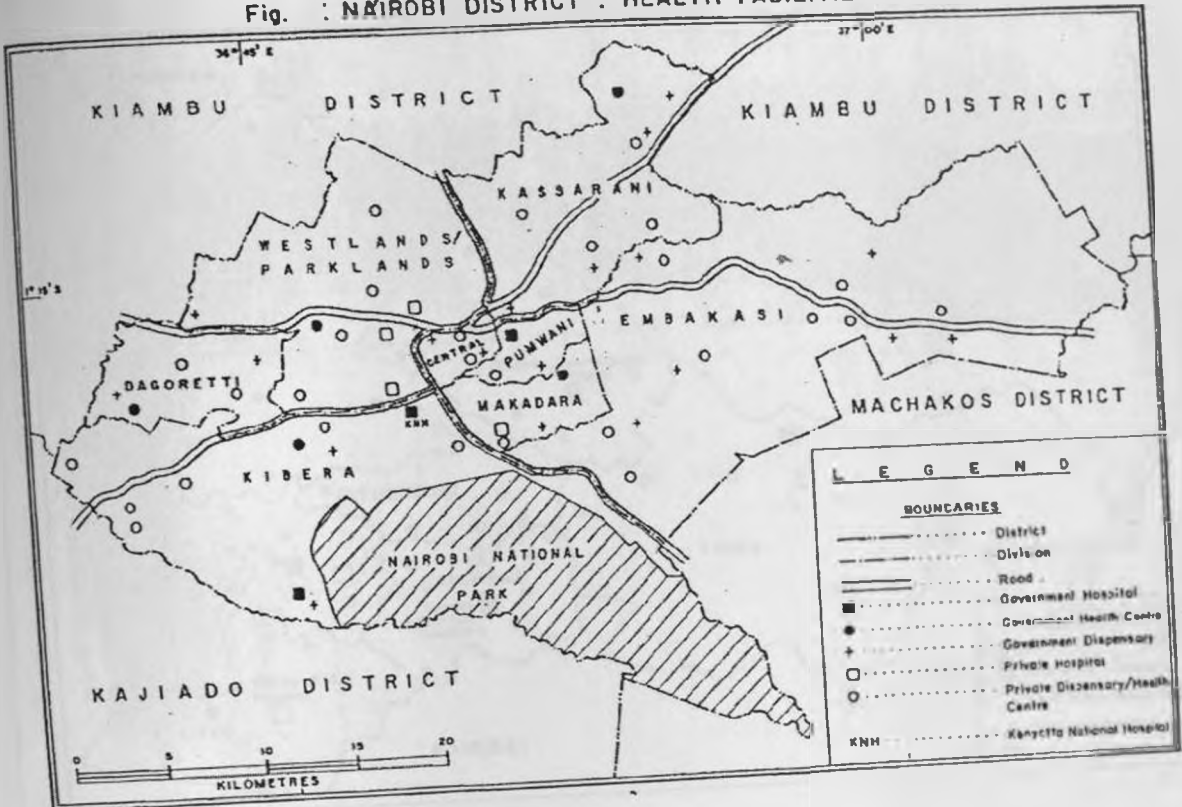 Fig. : NAIROBI DISTRICT : HEALTH
36° 45' E
37° 00' E
KIAMBU DISTRICT
KIAMBU DISTRICT
KASSARANI
WESTLANDS/
PARKLANDS
1° 15' S
EMBAKASI
CENTRAL
PUMWANI
DAGORETTI
MAKADARA
MACHAKOS DISTRICT
KNH
KIBERA
NAIROBI NATIONAL
PARK
KAJIADO DISTRICT
0 5 10 15 20
KILOMETRES
LEGEND
BOUNDARIES
District
Division
Road
Government Hospital
Government Health Centre
Government Dispensary
Private Hospital
Private Dispensary/Health
Centre
KNH Kenyatta National Hospital